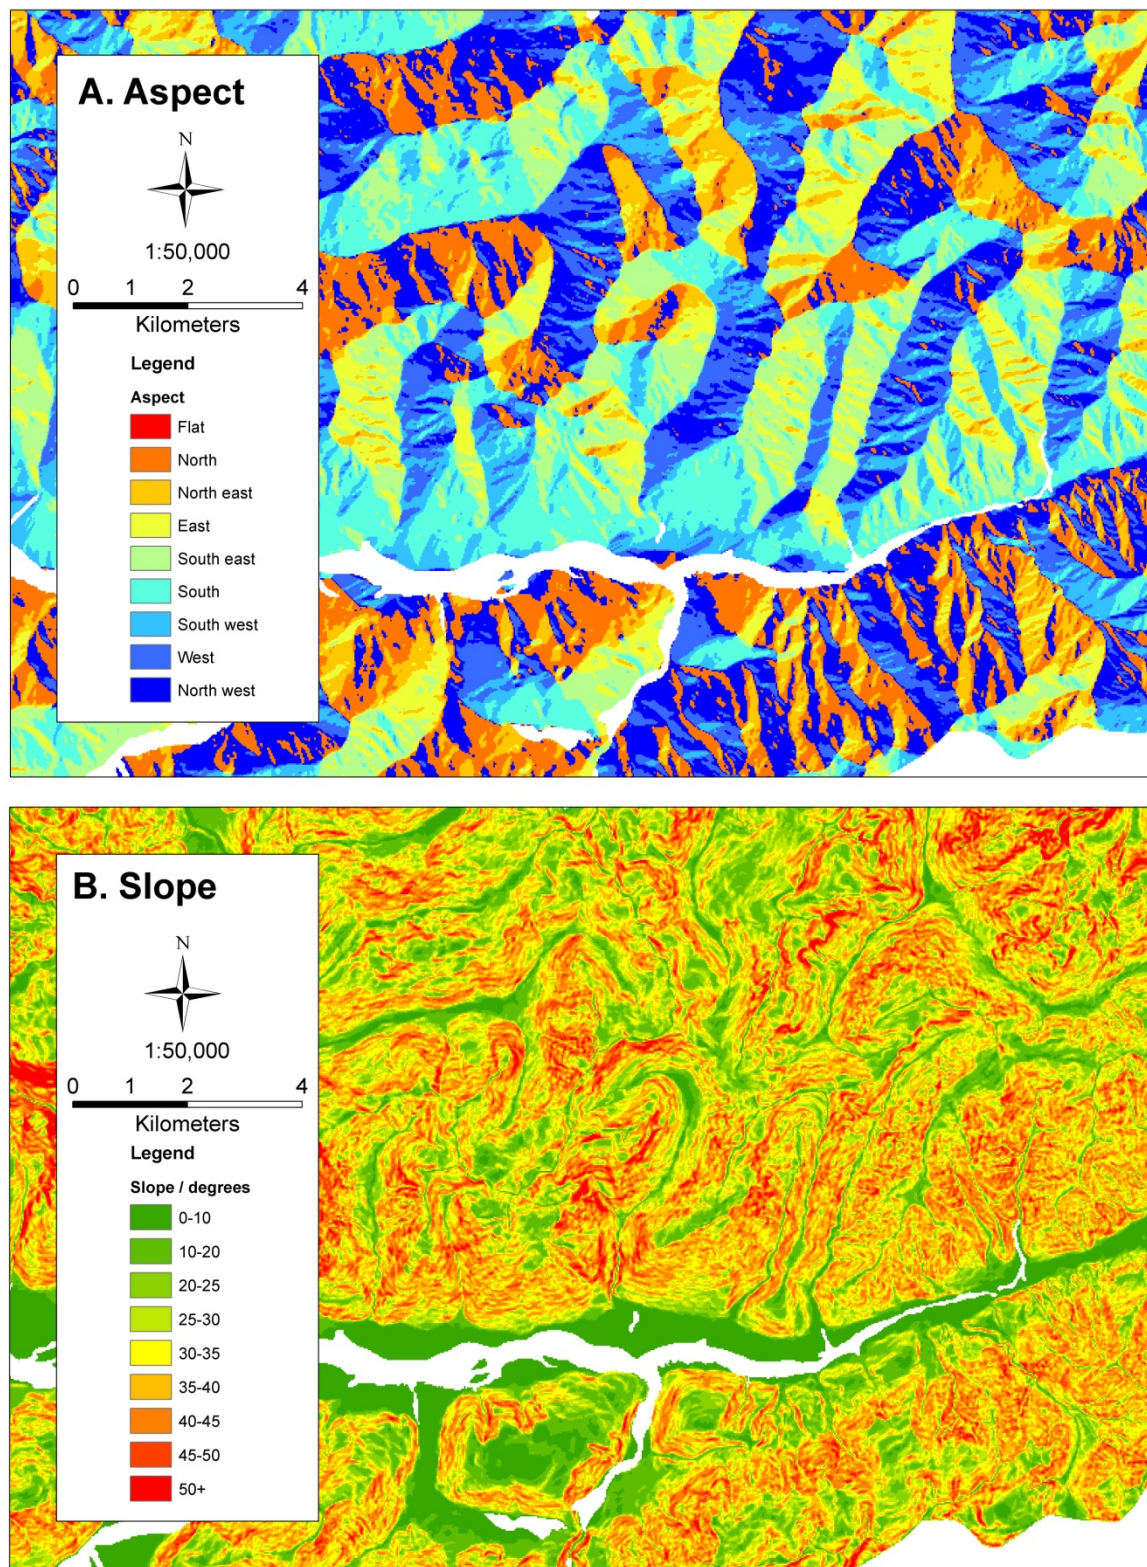 A. Aspect
N
1:50,000
0 1 2 4
Kilometers
Legend
Aspect
Flat
North
North east
East
South east
South
South west
West
North west
B. Slope
N
1:50,000
0 1 2 4
Kilometers
Legend
Slope / degrees
0-10
10-20
20-25
25-30
30-35
35-40
40-45
45-50
50+